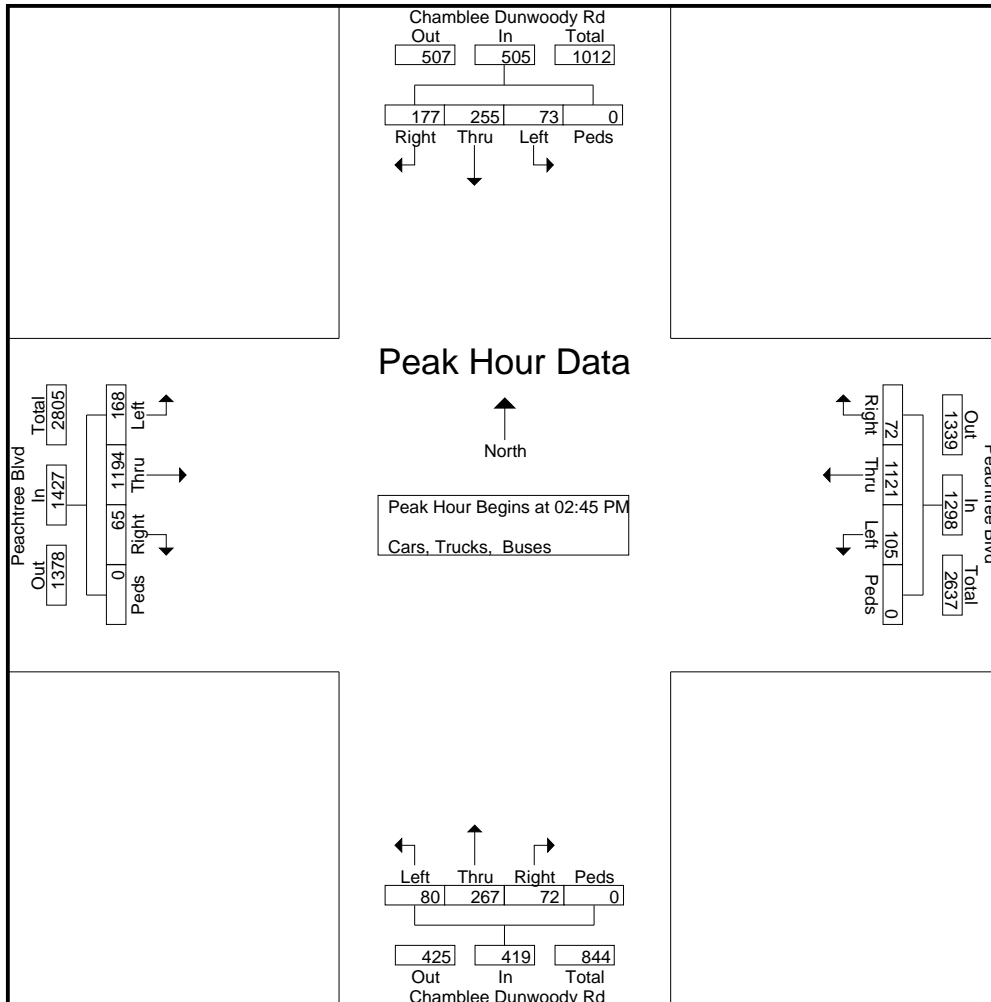 Chamblee Dunwoody Rd
Out In Total
507 505 1012
177 255 73 0
Right Thru Left Peds
Peak Hour Data
North
Peak Hour Begins at 02:45 PM
Cars, Trucks, Buses
Peachtree Blvd
Total In Out
2805 1427 1378
168 1194 65 0
Left Thru Right Peds
Right Thru Left Peds
72 1121 105 0
Out In Total
1339 1298 2637
Peachtree Blvd
Left Thru Right Peds
80 267 72 0
425 419 844
Out In Total
Chamblee Dunwoody Rd